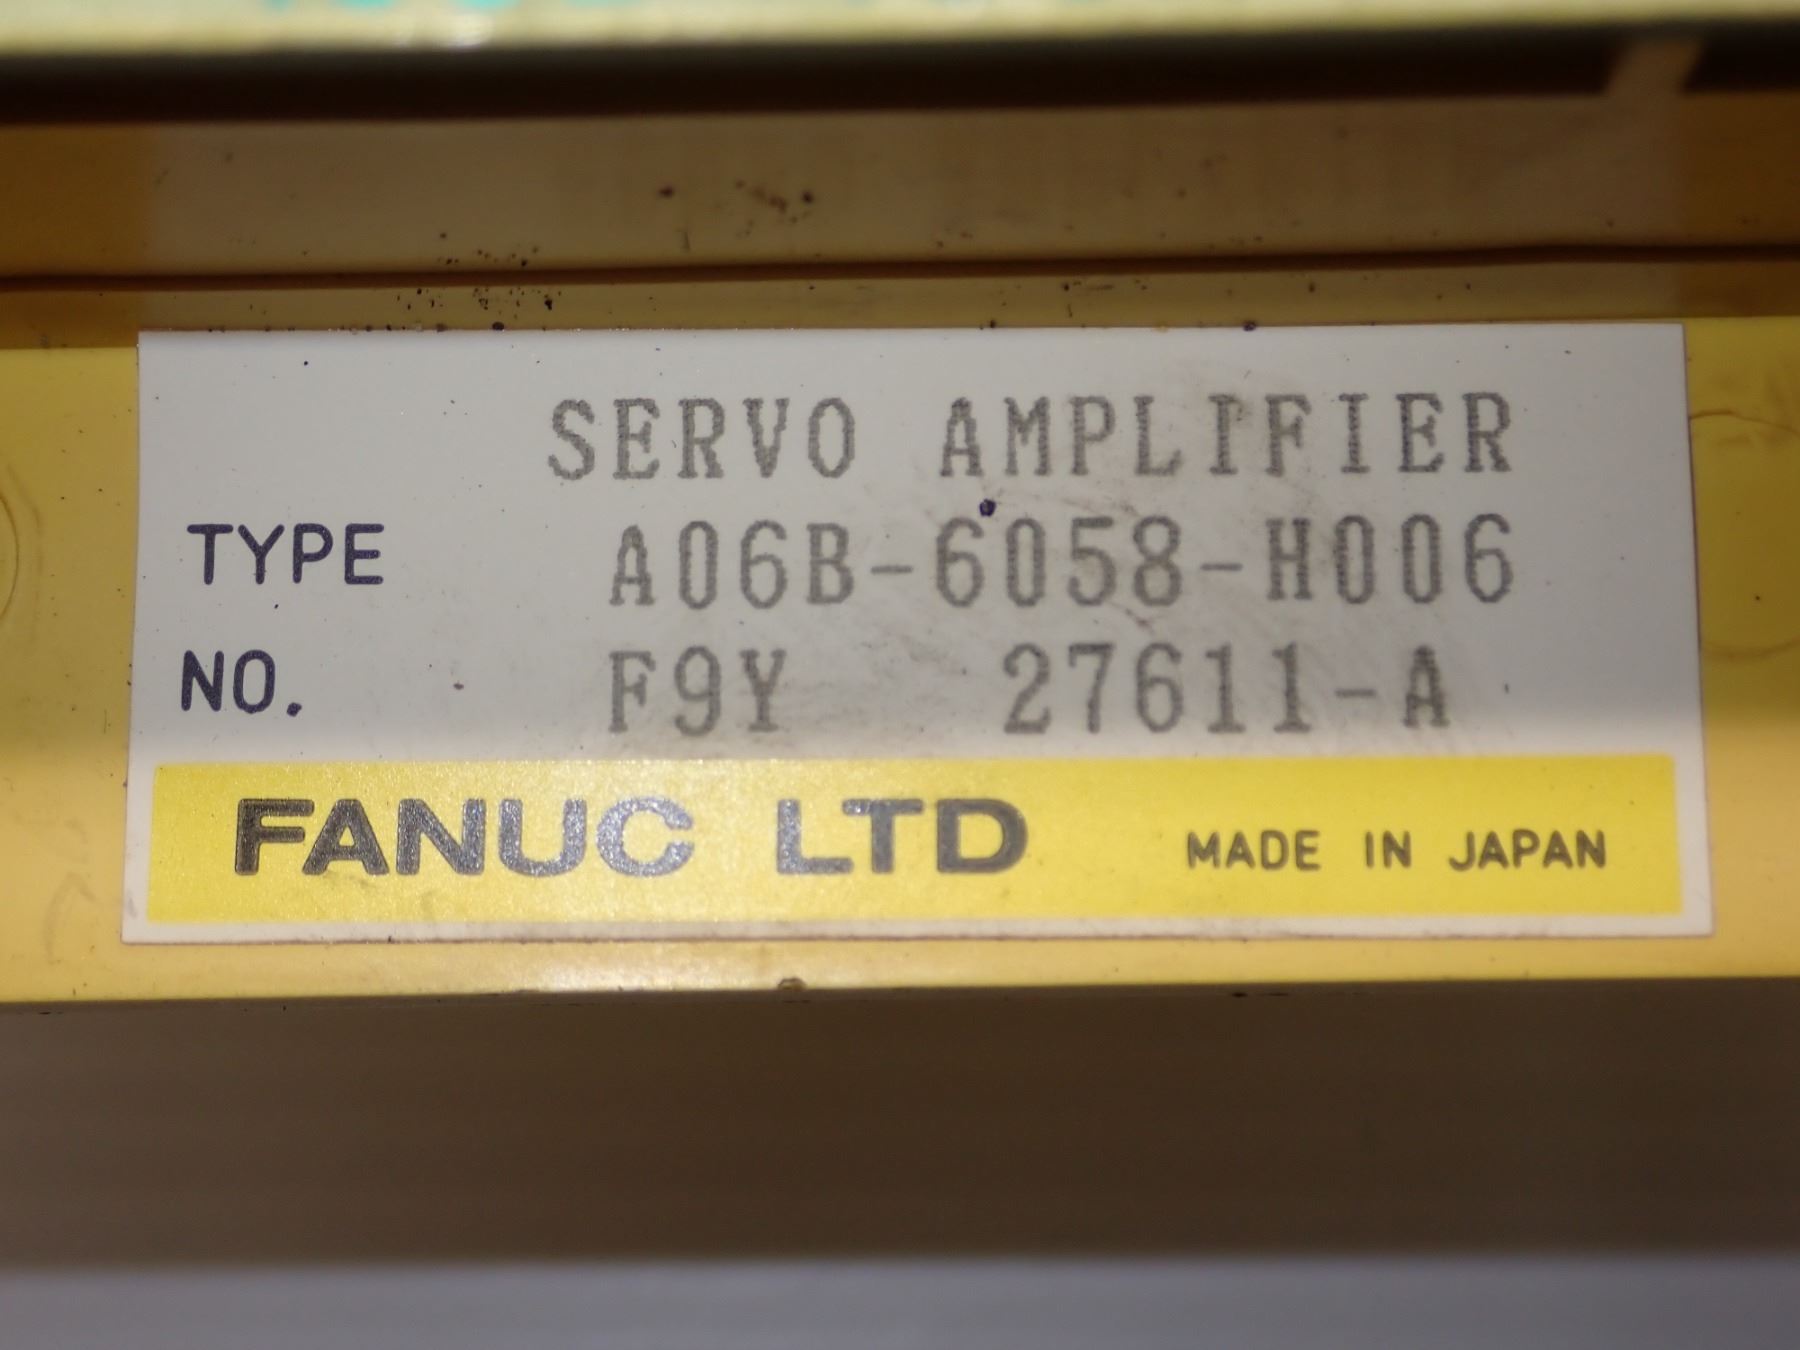 SERVO AMPLIFIER
TYPE A06B-6058-H006
NO. F9Y 27611-A
FANUC LTD MADE IN JAPAN